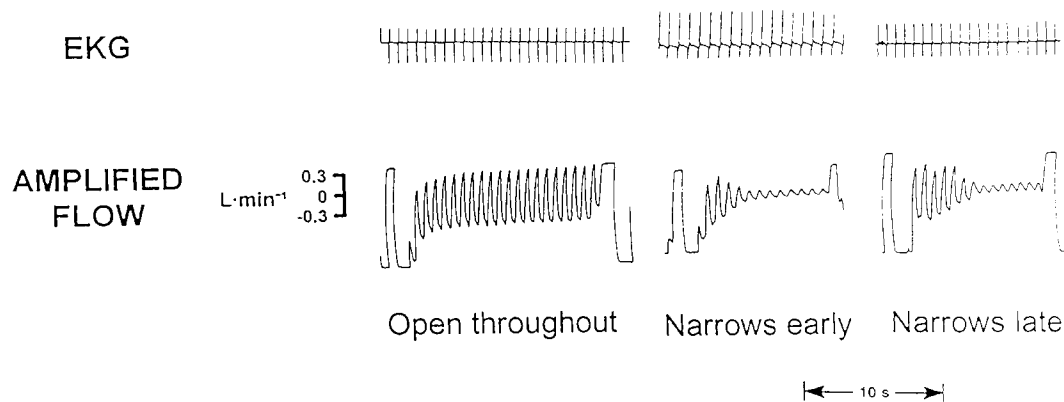 EKG
AMPLIFIED
FLOW
L·min⁻¹
0.3
0
-0.3
Open throughout
Narrows early
Narrows late
10 s